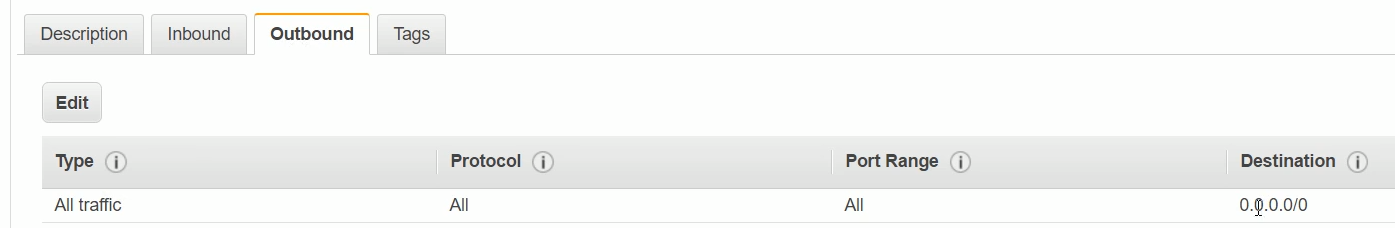 Description Inbound Outbound Tags
Edit
Type Protocol Port Range Destination
All traffic All All 0.0.0.0/0